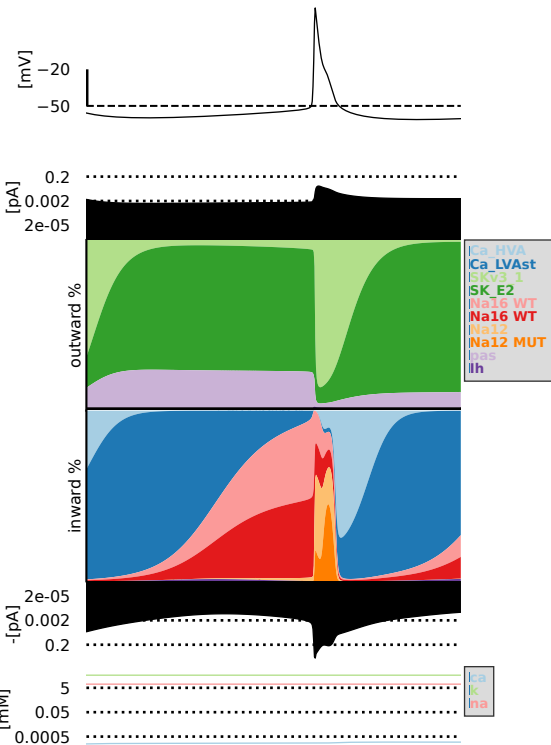 [mV]
−20
−50
[pA]
0.2
0.002
2e-05
outward %
Ca_HVA
Ca_LVAst
SKv3_1
SK_E2
Na16 WT
Na16 WT
Na12
Na12 MUT
pas
Ih
inward %
-[pA]
2e-05
0.002
0.2
[mM]
5
0.05
0.0005
ca
k
na